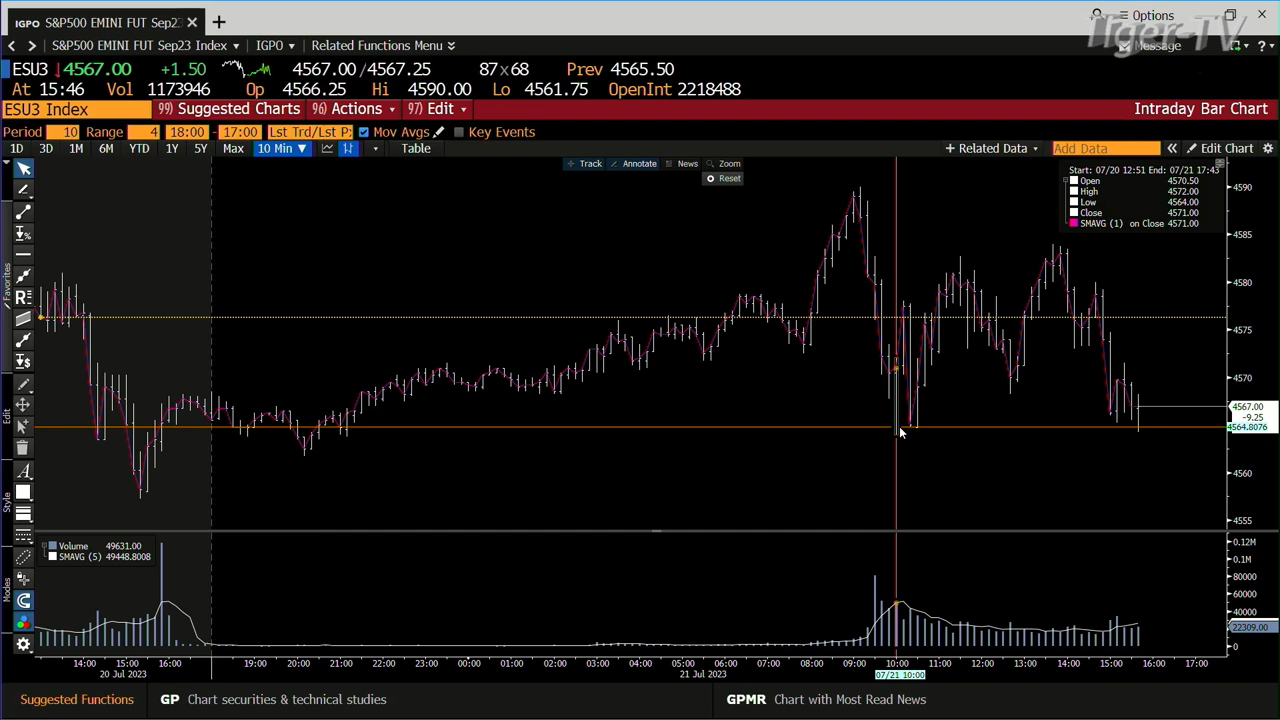 IGPO S&P500 EMINI FUT Sep23 × +
Options
Tiger-TV
S&P500 EMINI FUT Sep23 Index IGPO Related Functions Menu
Message ?
ESU3 ↓4567.00 +1.50 4567.00/4567.25 87×68 Prev 4565.50
At 15:46 Vol 1173946 Op 4566.25 Hi 4590.00 Lo 4561.75 OpenInt 2218488
ESU3 Index 99) Suggested Charts 96) Actions 97) Edit Intraday Bar Chart
Period 10 Range 4 18:00 - 17:00 Lst Trd/Lst P: Mov Avgs Key Events
1D 3D 1M 6M YTD 1Y 5Y Max 10 Min ▼ Table + Related Data Add Data « Edit Chart
Track Annotate News Zoom
Reset
Start: 07/20 12:51 End: 07/21 17:43
Open 4570.50
High 4572.00
Low 4564.00
Close 4571.00
SMAVG (1) on Close 4571.00
Favorites
Edit
Style
Modes
4590
4585
4580
4575
4570
4567.00
-9.25
4564.8076
4560
4555
Volume 49631.00
SMAVG (5) 49448.8008
0.12M
0.1M
80000
60000
40000
22309.00
0
14:00 15:00 16:00 19:00 20:00 21:00 22:00 23:00 00:00 01:00 02:00 03:00 04:00 05:00 06:00 07:00 08:00 09:00 10:00 11:00 12:00 13:00 14:00 15:00 16:00 17:00
20 Jul 2023 21 Jul 2023 07/21 10:00
Suggested Functions GP Chart securities & technical studies GPMR Chart with Most Read News